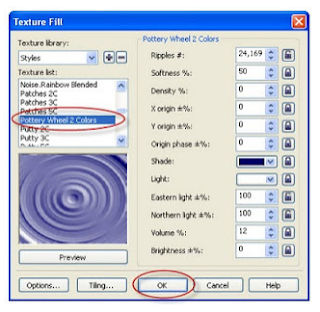 Texture Fill
Texture library:
Styles
Texture list:
Noise.Rainbow Blended
Patches 2C
Patches 3C
Patches 5C
Pottery Wheel 2 Colors
Putty 2C
Putty 3C
Putty 5C
Preview
Pottery Wheel 2 Colors
Ripples #: 24,169
Softness %: 50
Density %: 0
X origin ±%: 0
Y origin ±%: 0
Origin phase ±%: 0
Shade:
Light:
Eastern light ±%: 100
Northern light ±%: 100
Volume %: 12
Brightness ±%: 0
Options... Tiling... OK Cancel Help